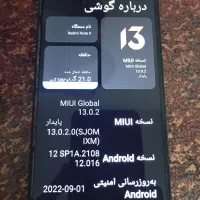 درباره گوشی
نام دستگاه
Redmi Note 9
حافظه
13
نسخه MIUI
MIUI Global
13.0.2
پایدار
MIUI Global
13.0.2
پایدار
13.0.2.0(SJOM
IXM)
نسخه MIUI
12 SP1A.2108
12.016
نسخه Android
2022-09-01
به‌روزرسانی امنیتی
Android